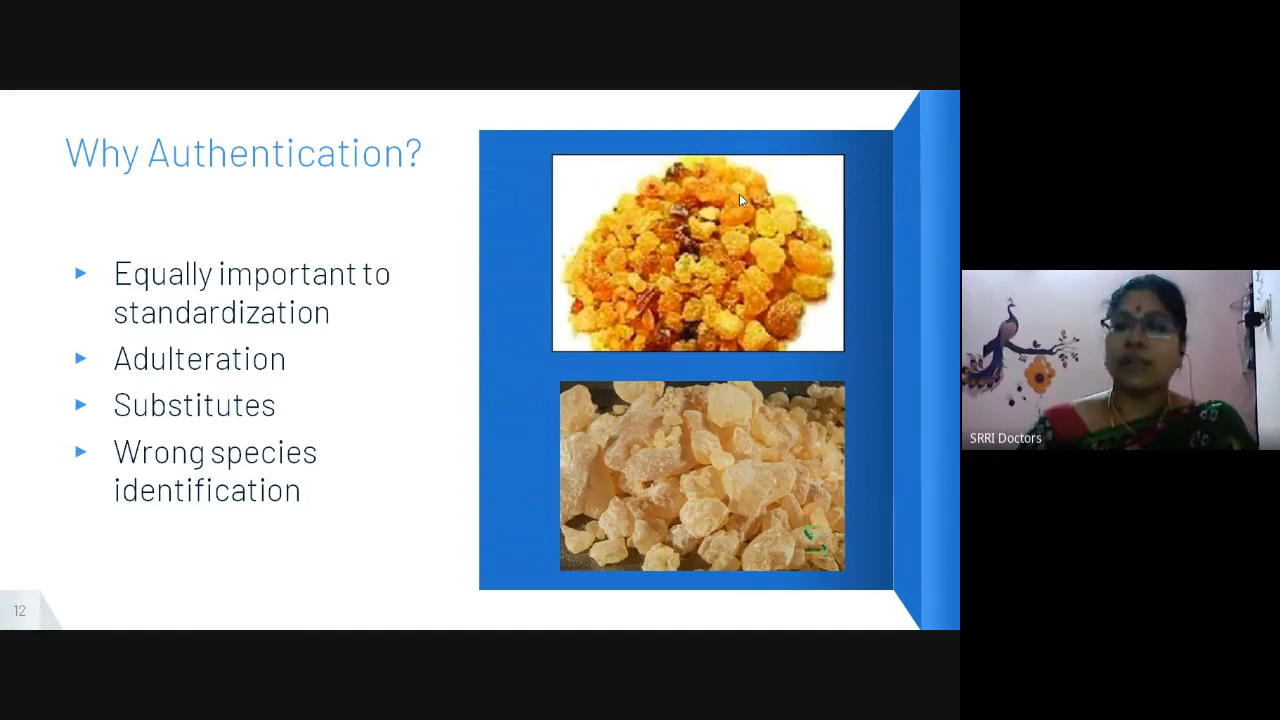 Why Authentication?
Equally important to
standardization
Adulteration
Substitutes
Wrong species
identification
12
SRRI Doctors